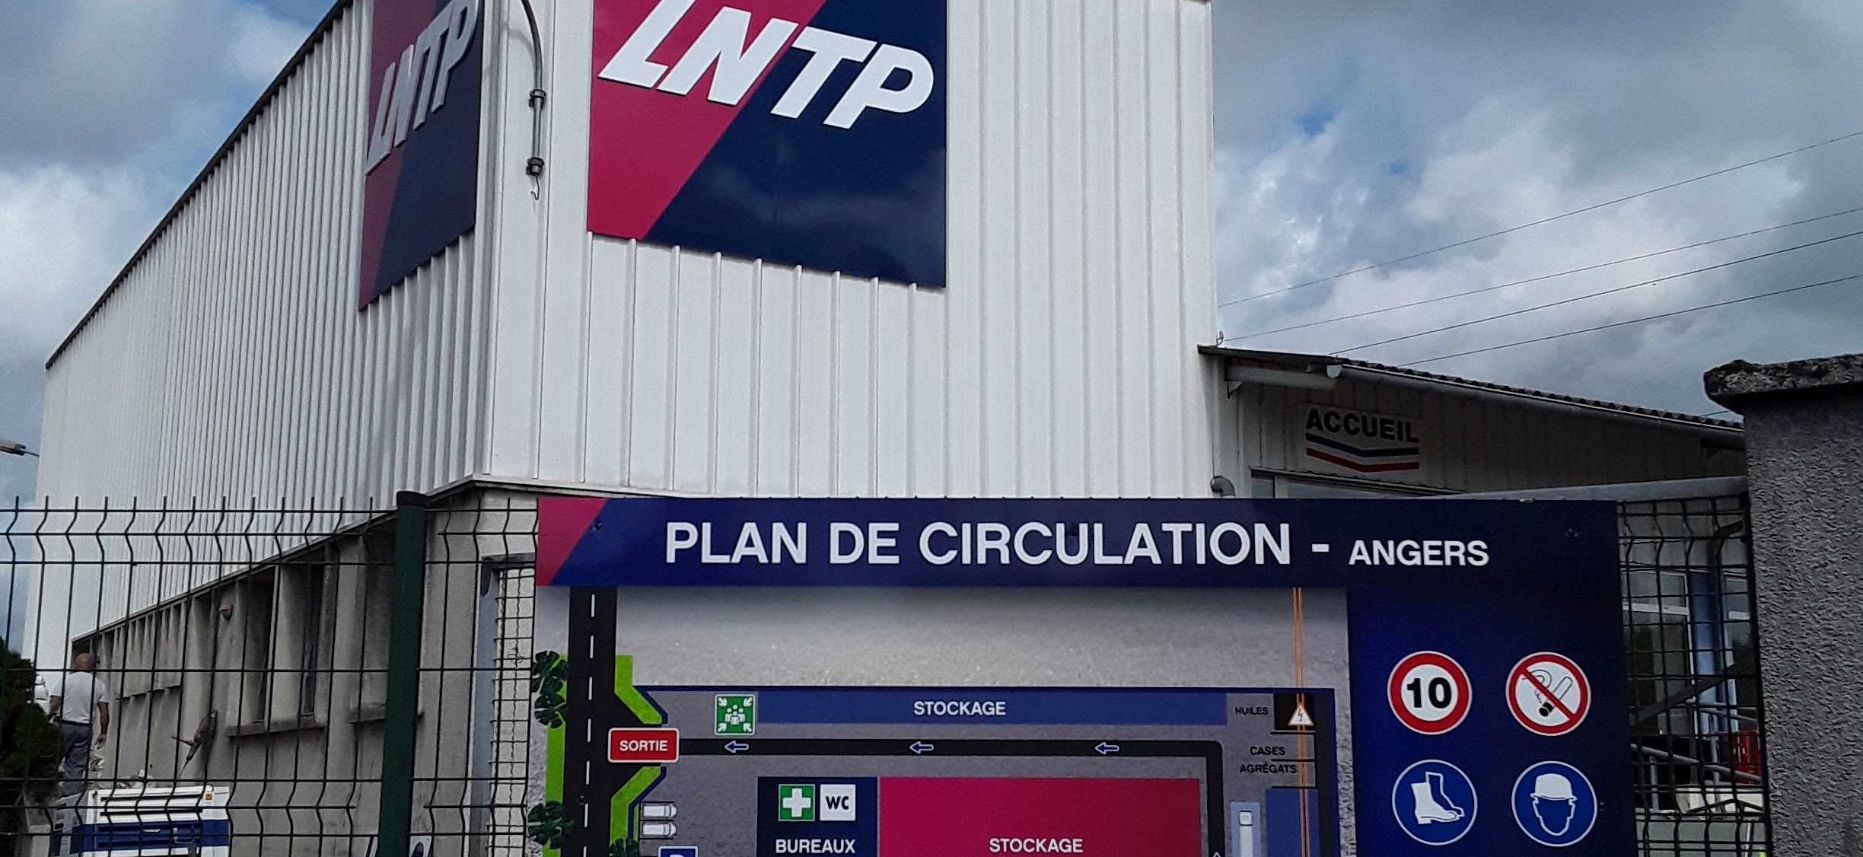 LNTP
LNTP
ACCUEIL
PLAN DE CIRCULATION - ANGERS
STOCKAGE
HUILES
10
SORTIE
CASES
AGRÉGATS
WC
BUREAUX
STOCKAGE